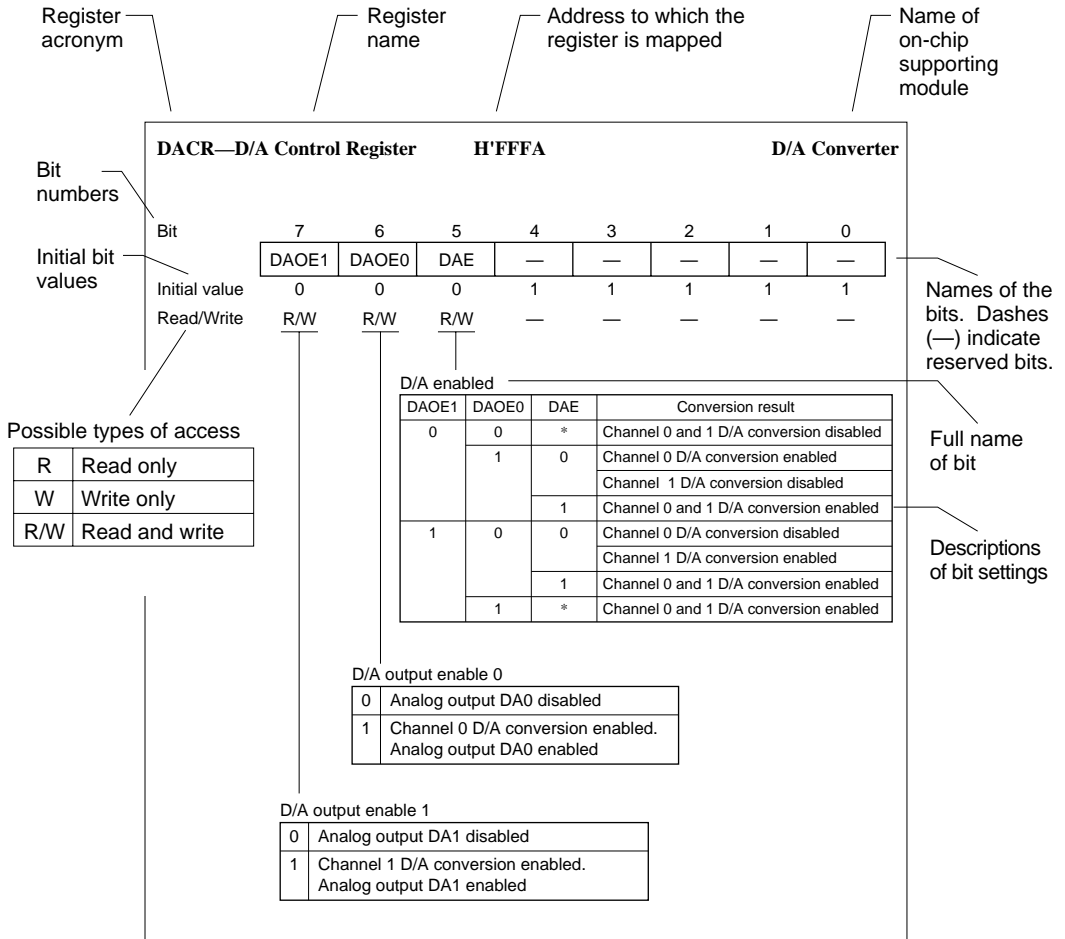 Register acronym
Register name
Address to which the register is mapped
Name of on-chip supporting module
DACR—D/A Control Register H'FFFA D/A Converter
Bit numbers
Bit 7 6 5 4 3 2 1 0
Initial bit values
DAOE1 DAOE0 DAE — — — — —
Initial value 0 0 0 1 1 1 1 1
Read/Write R/W R/W R/W — — — — —
Names of the bits. Dashes (—) indicate reserved bits.
Possible types of access
R Read only
W Write only
R/W Read and write
D/A enabled
DAOE1 DAOE0 DAE Conversion result
0 0 * Channel 0 and 1 D/A conversion disabled
1 0 Channel 0 D/A conversion enabled
Channel 1 D/A conversion disabled
1 Channel 0 and 1 D/A conversion enabled
1 0 0 Channel 0 D/A conversion disabled
Channel 1 D/A conversion enabled
1 Channel 0 and 1 D/A conversion enabled
1 * Channel 0 and 1 D/A conversion enabled
Full name of bit
Descriptions of bit settings
D/A output enable 0
0 Analog output DA0 disabled
1 Channel 0 D/A conversion enabled.
Analog output DA0 enabled
D/A output enable 1
0 Analog output DA1 disabled
1 Channel 1 D/A conversion enabled.
Analog output DA1 enabled